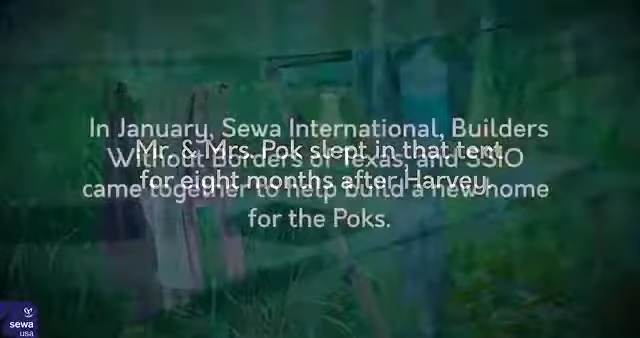 In January, Sewa International, Builders
Without Borders of Texas, and SSIO
came together to help build a new home
for the Poks.
Mr. & Mrs. Pok slept in that tent
for eight months after Harvey.
sewa
usa